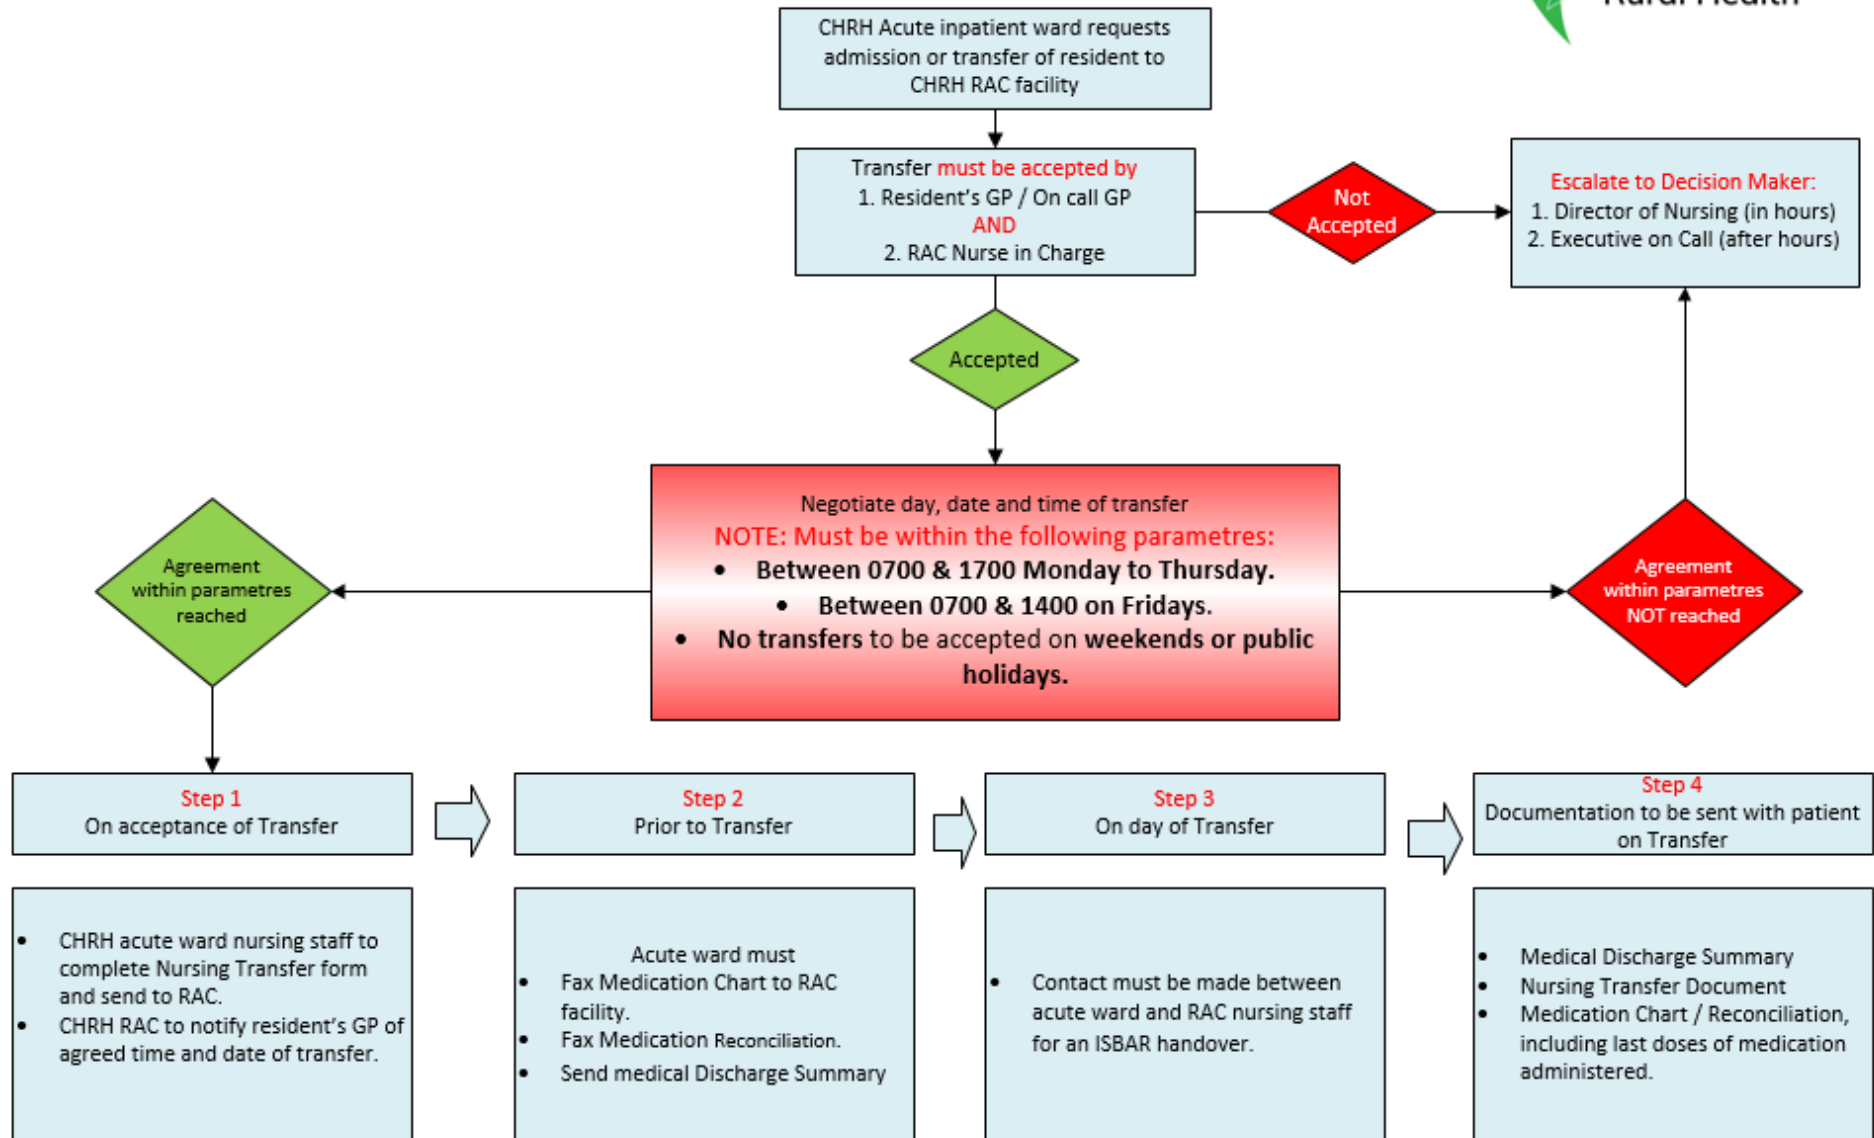 Rural Health
CHRH Acute inpatient ward requests
admission or transfer of resident to
CHRH RAC facility
Transfer must be accepted by
1. Resident's GP / On call GP
AND
2. RAC Nurse in Charge
Not
Accepted
Escalate to Decision Maker:
1. Director of Nursing (in hours)
2. Executive on Call (after hours)
Accepted
Negotiate day, date and time of transfer
NOTE: Must be within the following parametres:
• Between 0700 & 1700 Monday to Thursday.
• Between 0700 & 1400 on Fridays.
• No transfers to be accepted on weekends or public
holidays.
Agreement
within parametres
reached
Agreement
within parametres
NOT reached
Step 1
On acceptance of Transfer
Step 2
Prior to Transfer
Step 3
On day of Transfer
Step 4
Documentation to be sent with patient
on Transfer
• CHRH acute ward nursing staff to
complete Nursing Transfer form
and send to RAC.
• CHRH RAC to notify resident's GP of
agreed time and date of transfer.
Acute ward must
• Fax Medication Chart to RAC
facility.
• Fax Medication Reconciliation.
• Send medical Discharge Summary
• Contact must be made between
acute ward and RAC nursing staff
for an ISBAR handover.
• Medical Discharge Summary
• Nursing Transfer Document
• Medication Chart / Reconciliation,
including last doses of medication
administered.